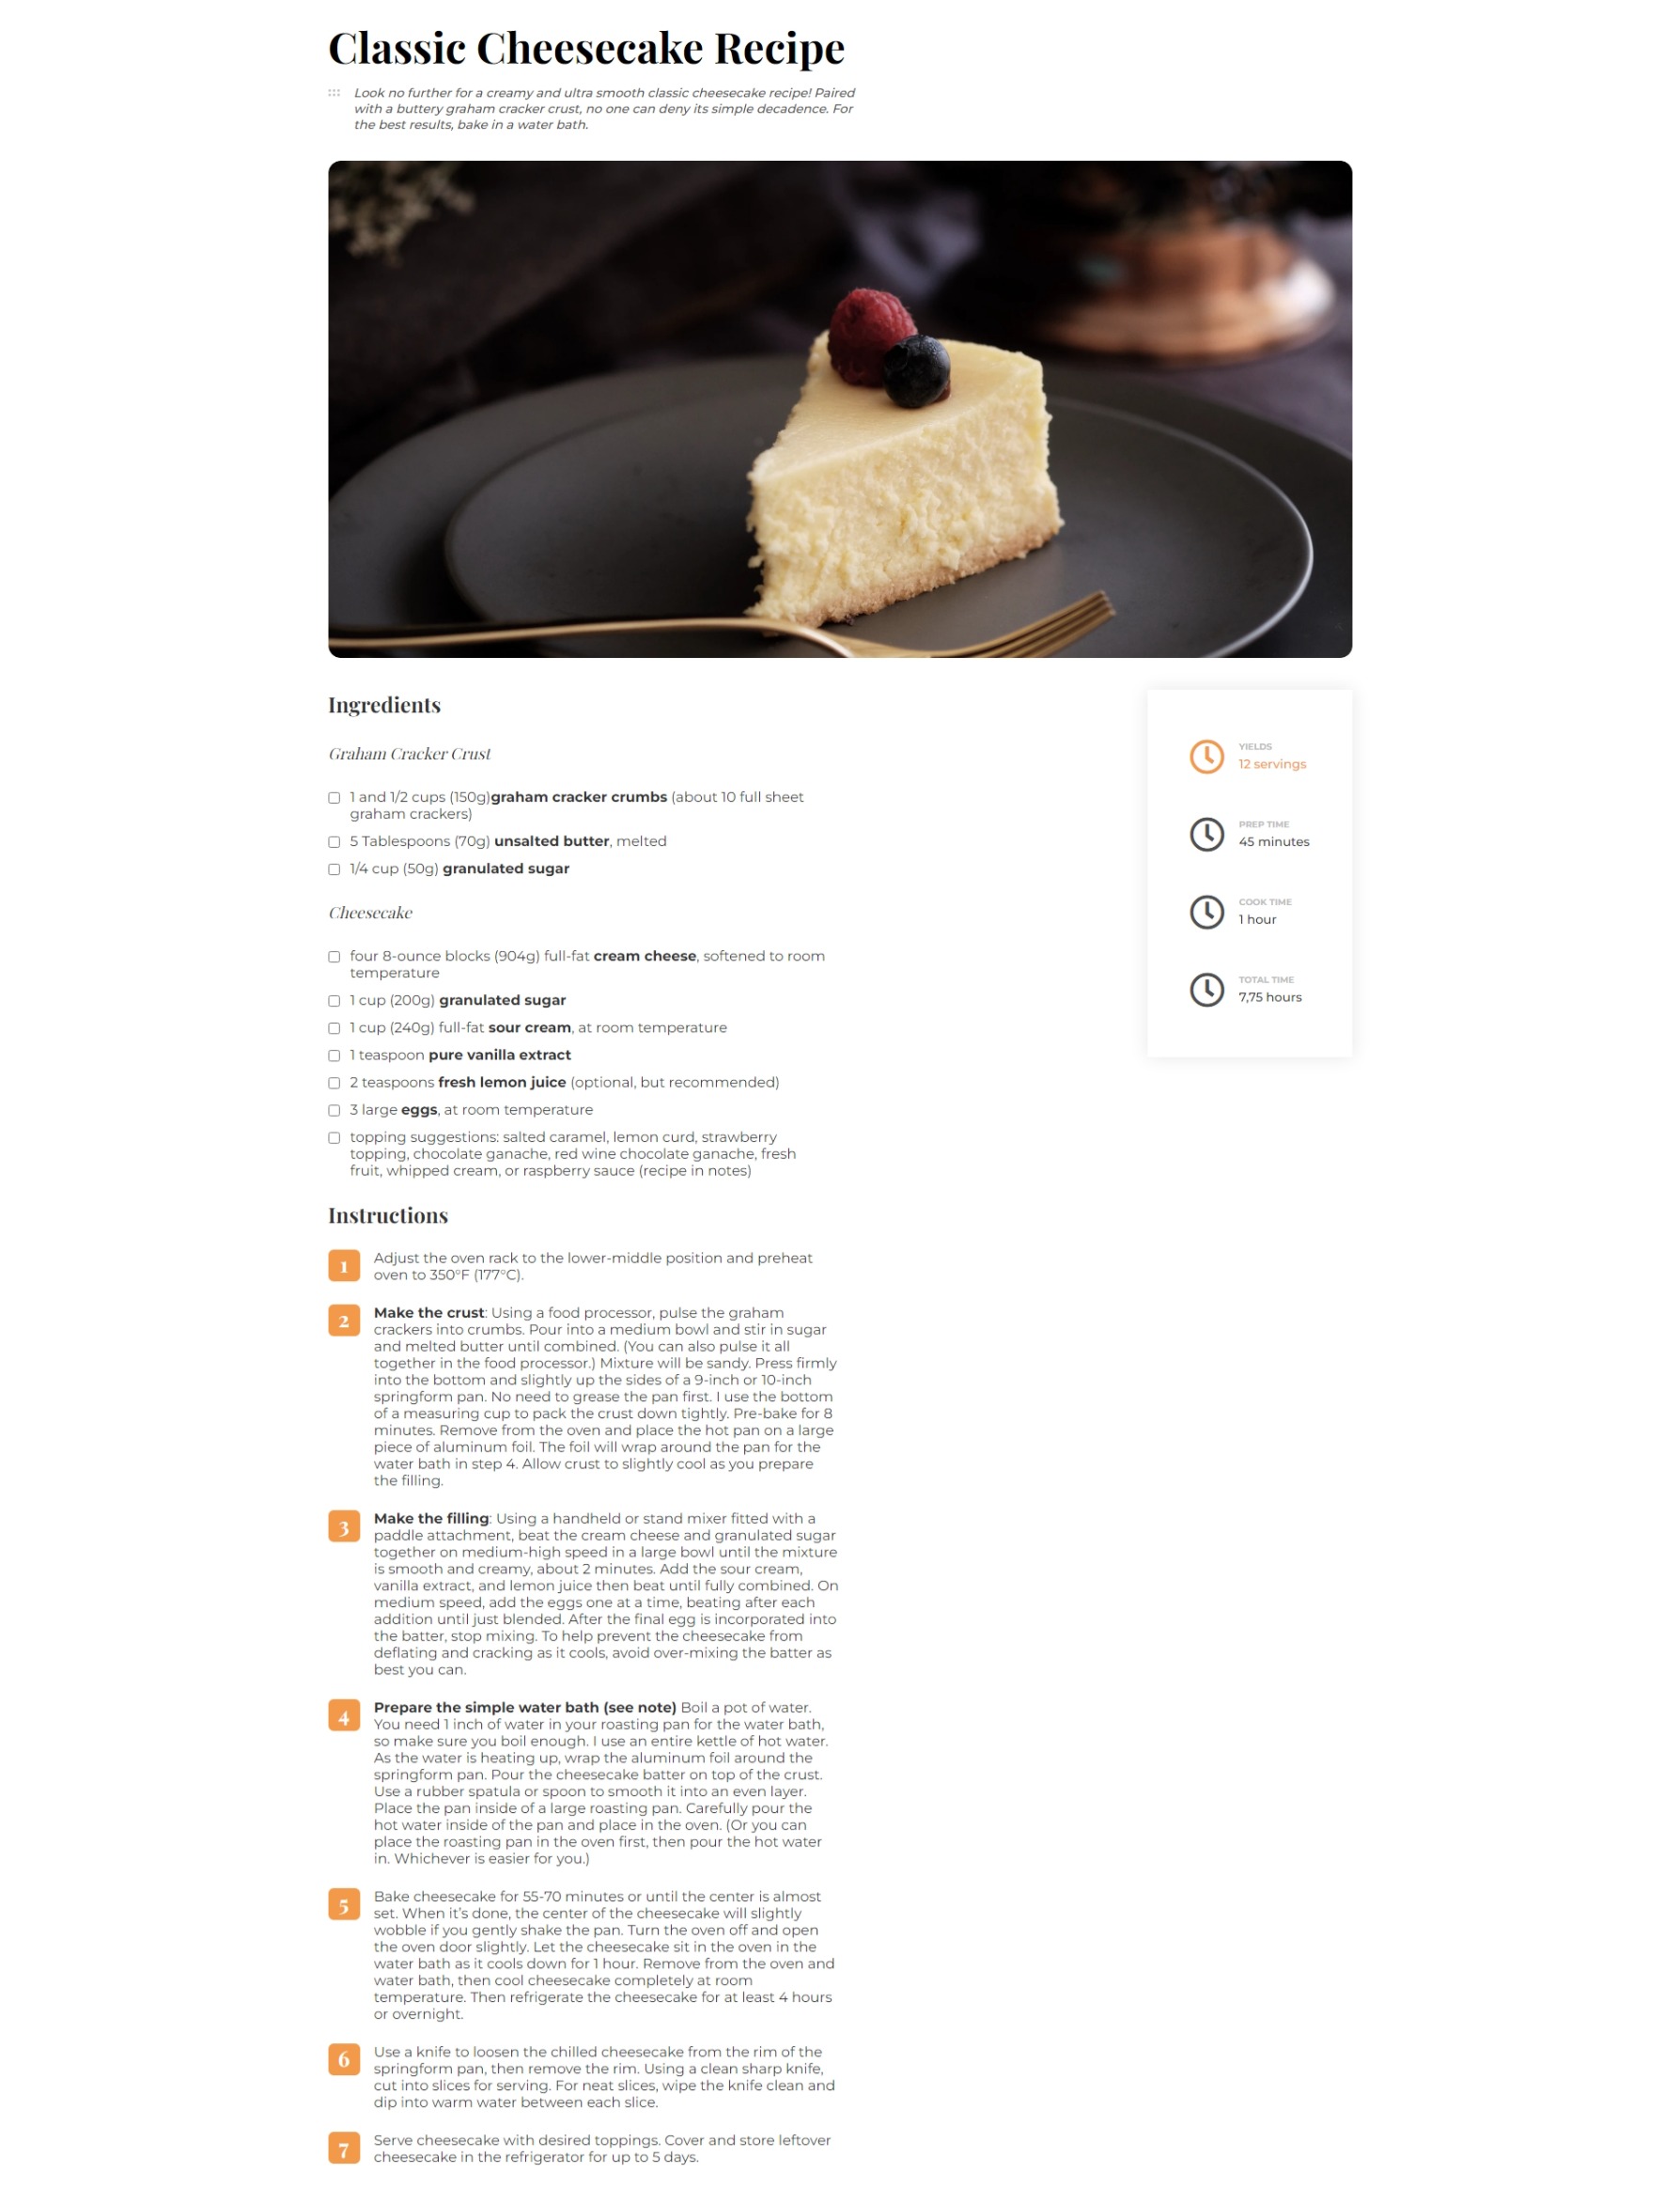 Classic Cheesecake Recipe
Look no further for a creamy and ultra smooth classic cheesecake recipe! Paired
with a buttery graham cracker crust, no one can deny its simple decadence. For
the best results, bake in a water bath.
Ingredients
Graham Cracker Crust
1 and 1/2 cups (150g)graham cracker crumbs (about 10 full sheet
graham crackers)
5 Tablespoons (70g) unsalted butter, melted
1/4 cup (50g) granulated sugar
Cheesecake
four 8-ounce blocks (904g) full-fat cream cheese, softened to room
temperature
1 cup (200g) granulated sugar
1 cup (240g) full-fat sour cream, at room temperature
1 teaspoon pure vanilla extract
2 teaspoons fresh lemon juice (optional, but recommended)
3 large eggs, at room temperature
topping suggestions: salted caramel, lemon curd, strawberry
topping, chocolate ganache, red wine chocolate ganache, fresh
fruit, whipped cream, or raspberry sauce (recipe in notes)
YIELDS
12 servings
PREP TIME
45 minutes
COOK TIME
1 hour
TOTAL TIME
7,75 hours
Instructions
1 Adjust the oven rack to the lower-middle position and preheat
oven to 350°F (177°C).
2 Make the crust: Using a food processor, pulse the graham
crackers into crumbs. Pour into a medium bowl and stir in sugar
and melted butter until combined. (You can also pulse it all
together in the food processor.) Mixture will be sandy. Press firmly
into the bottom and slightly up the sides of a 9-inch or 10-inch
springform pan. No need to grease the pan first. I use the bottom
of a measuring cup to pack the crust down tightly. Pre-bake for 8
minutes. Remove from the oven and place the hot pan on a large
piece of aluminum foil. The foil will wrap around the pan for the
water bath in step 4. Allow crust to slightly cool as you prepare
the filling.
3 Make the filling: Using a handheld or stand mixer fitted with a
paddle attachment, beat the cream cheese and granulated sugar
together on medium-high speed in a large bowl until the mixture
is smooth and creamy, about 2 minutes. Add the sour cream,
vanilla extract, and lemon juice then beat until fully combined. On
medium speed, add the eggs one at a time, beating after each
addition until just blended. After the final egg is incorporated into
the batter, stop mixing. To help prevent the cheesecake from
deflating and cracking as it cools, avoid over-mixing the batter as
best you can.
4 Prepare the simple water bath (see note) Boil a pot of water.
You need 1 inch of water in your roasting pan for the water bath,
so make sure you boil enough. I use an entire kettle of hot water.
As the water is heating up, wrap the aluminum foil around the
springform pan. Pour the cheesecake batter on top of the crust.
Use a rubber spatula or spoon to smooth it into an even layer.
Place the pan inside of a large roasting pan. Carefully pour the
hot water inside of the pan and place in the oven. (Or you can
place the roasting pan in the oven first, then pour the hot water
in. Whichever is easier for you.)
5 Bake cheesecake for 55-70 minutes or until the center is almost
set. When it's done, the center of the cheesecake will slightly
wobble if you gently shake the pan. Turn the oven off and open
the oven door slightly. Let the cheesecake sit in the oven in the
water bath as it cools down for 1 hour. Remove from the oven and
water bath, then cool cheesecake completely at room
temperature. Then refrigerate the cheesecake for at least 4 hours
or overnight.
6 Use a knife to loosen the chilled cheesecake from the rim of the
springform pan, then remove the rim. Using a clean sharp knife,
cut into slices for serving. For neat slices, wipe the knife clean and
dip into warm water between each slice.
7 Serve cheesecake with desired toppings. Cover and store leftover
cheesecake in the refrigerator for up to 5 days.